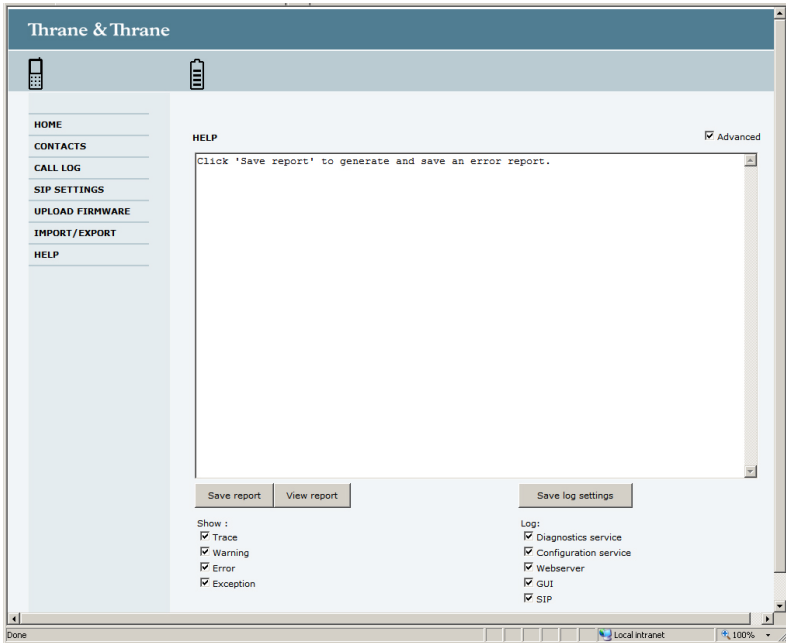 Thrane & Thrane
HOME
CONTACTS
CALL LOG
SIP SETTINGS
UPLOAD FIRMWARE
IMPORT/EXPORT
HELP
HELP
Advanced
Click 'Save report' to generate and save an error report.
Save report
View report
Save log settings
Show :
Trace
Warning
Error
Exception
Log:
Diagnostics service
Configuration service
Webserver
GUI
SIP
Done
Local intranet
100%